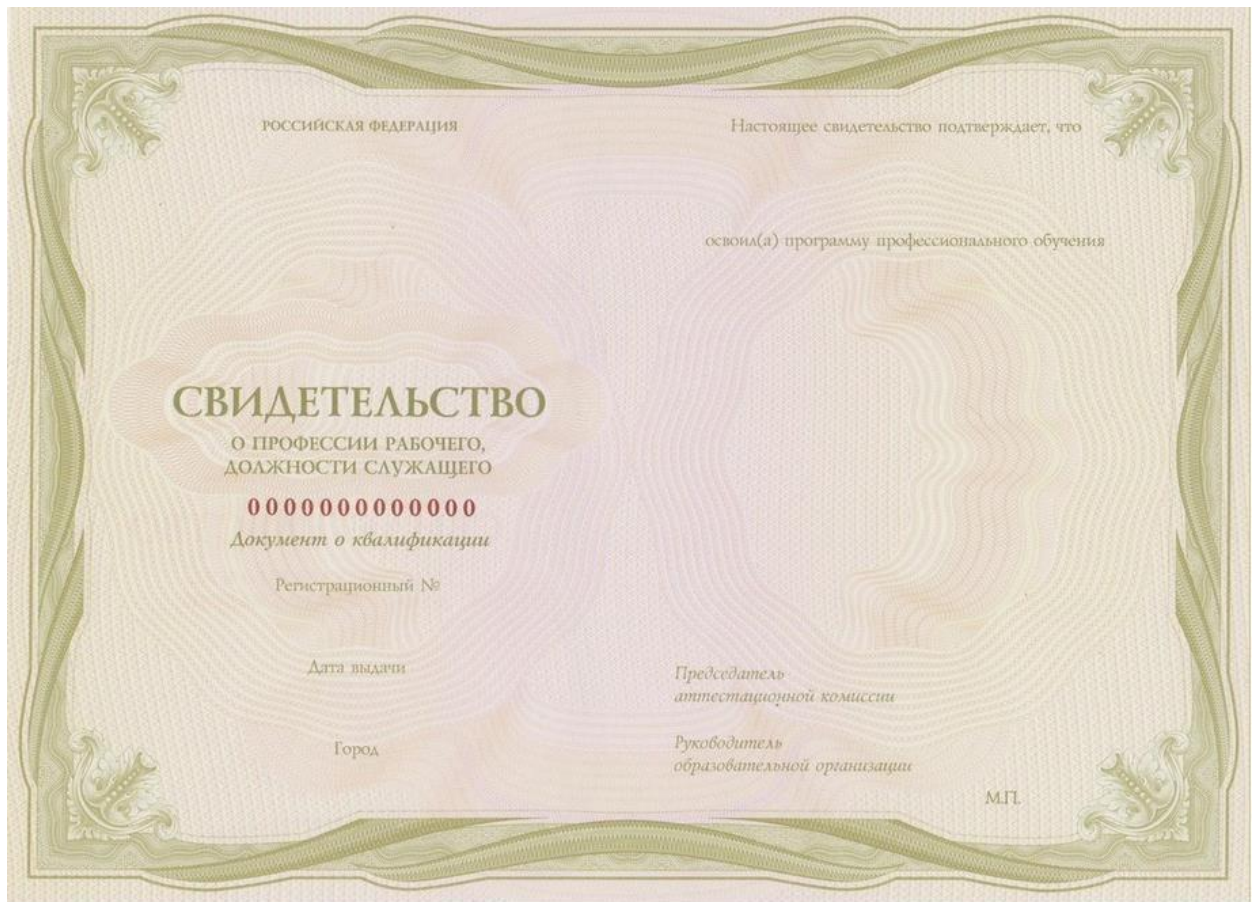 РОССИЙСКАЯ ФЕДЕРАЦИЯ
СВИДЕТЕЛЬСТВО
О ПРОФЕССИИ РАБОЧЕГО,
ДОЛЖНОСТИ СЛУЖАЩЕГО
0000000000000
Документ о квалификации
Регистрационный №
Дата выдачи
Город
Настоящее свидетельство подтверждает, что
освоил(а) программу профессионального обучения
Председатель
аттестационной комиссии
Руководитель
образовательной организации
М.П.